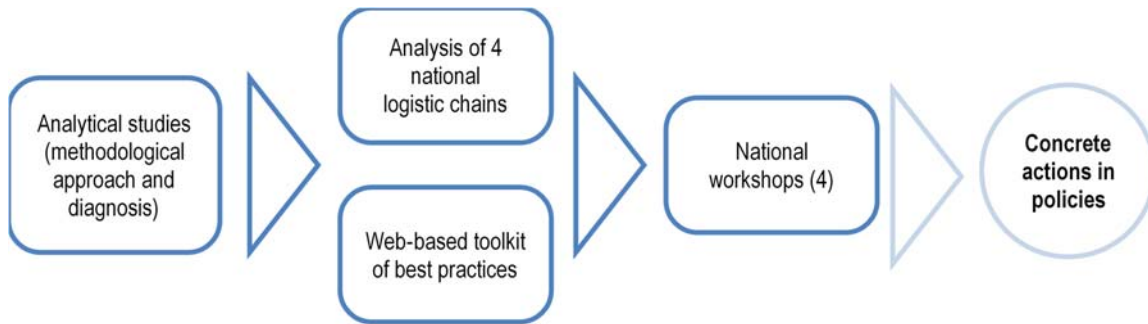 Analytical studies
(methodological
approach and
diagnosis)
Analysis of 4
national
logistic chains
Web-based toolkit
of best practices
National
workshops (4)
Concrete
actions in
policies